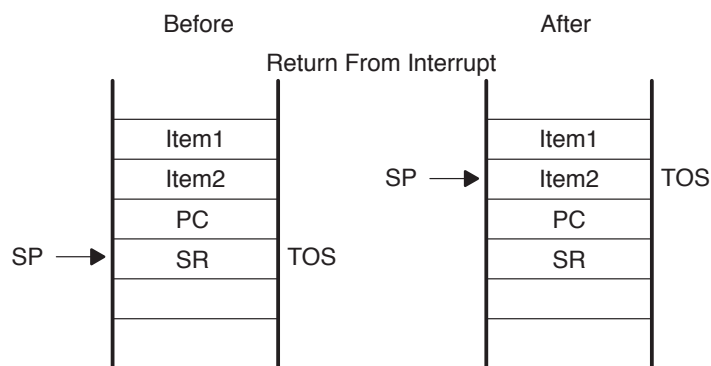 Before
After
Return From Interrupt
Item1
Item2
PC
SR
SP
TOS
Item1
Item2
PC
SR
SP
TOS